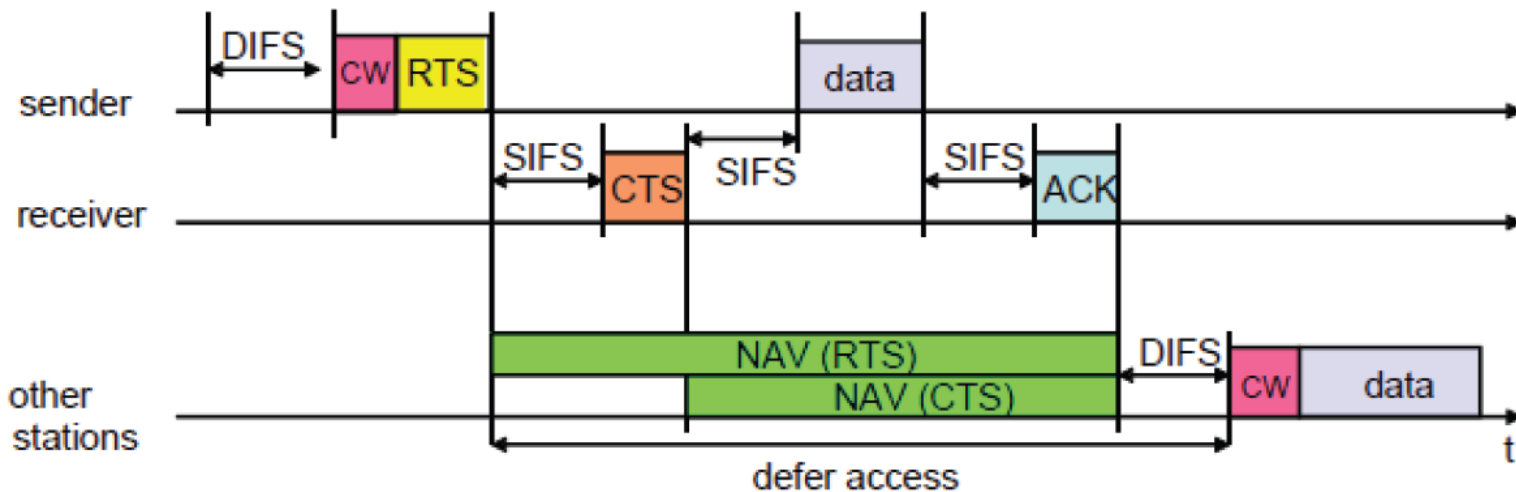 DIFS
CW RTS
data
sender
SIFS
CTS
SIFS
SIFS
ACK
receiver
NAV (RTS)
DIFS
NAV (CTS)
CW
data
other
stations
t
defer access